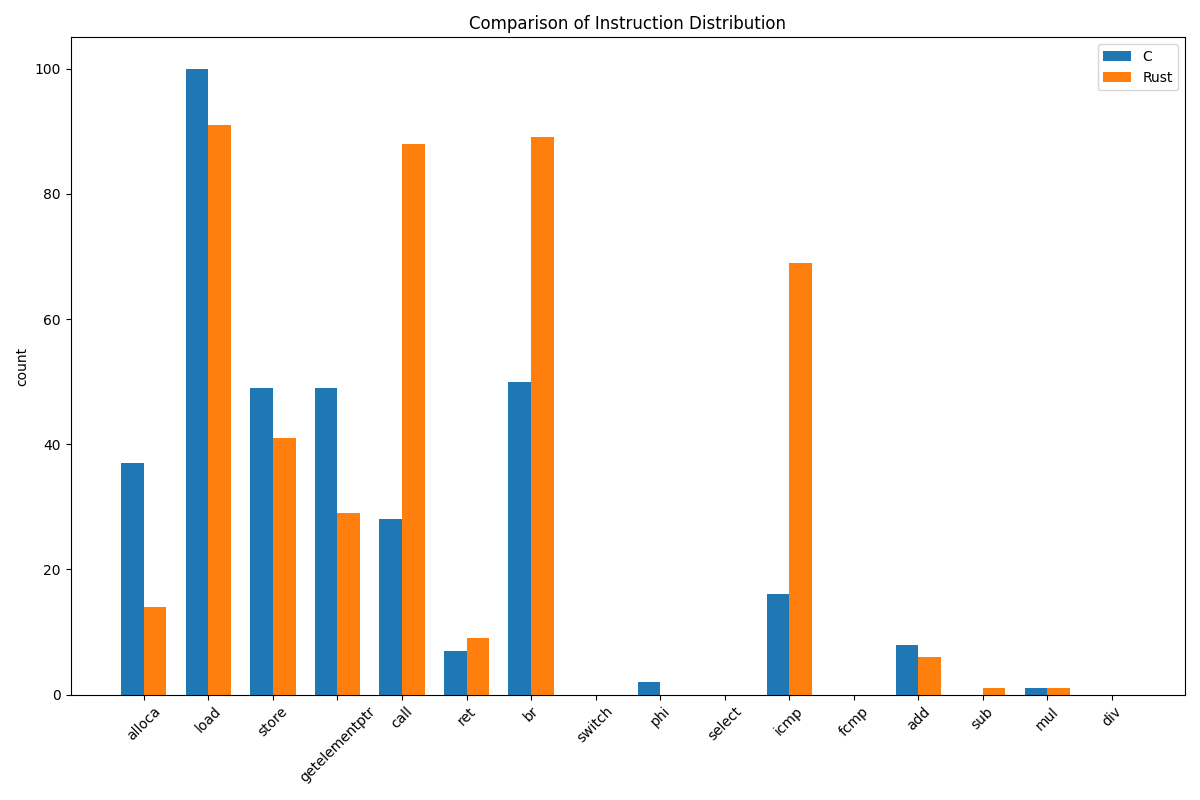 Comparison of Instruction Distribution
C
Rust
count
100
80
60
40
20
0
alloca
load
store
getelementptr
call
ret
br
switch
phi
select
icmp
fcmp
add
sub
mul
div